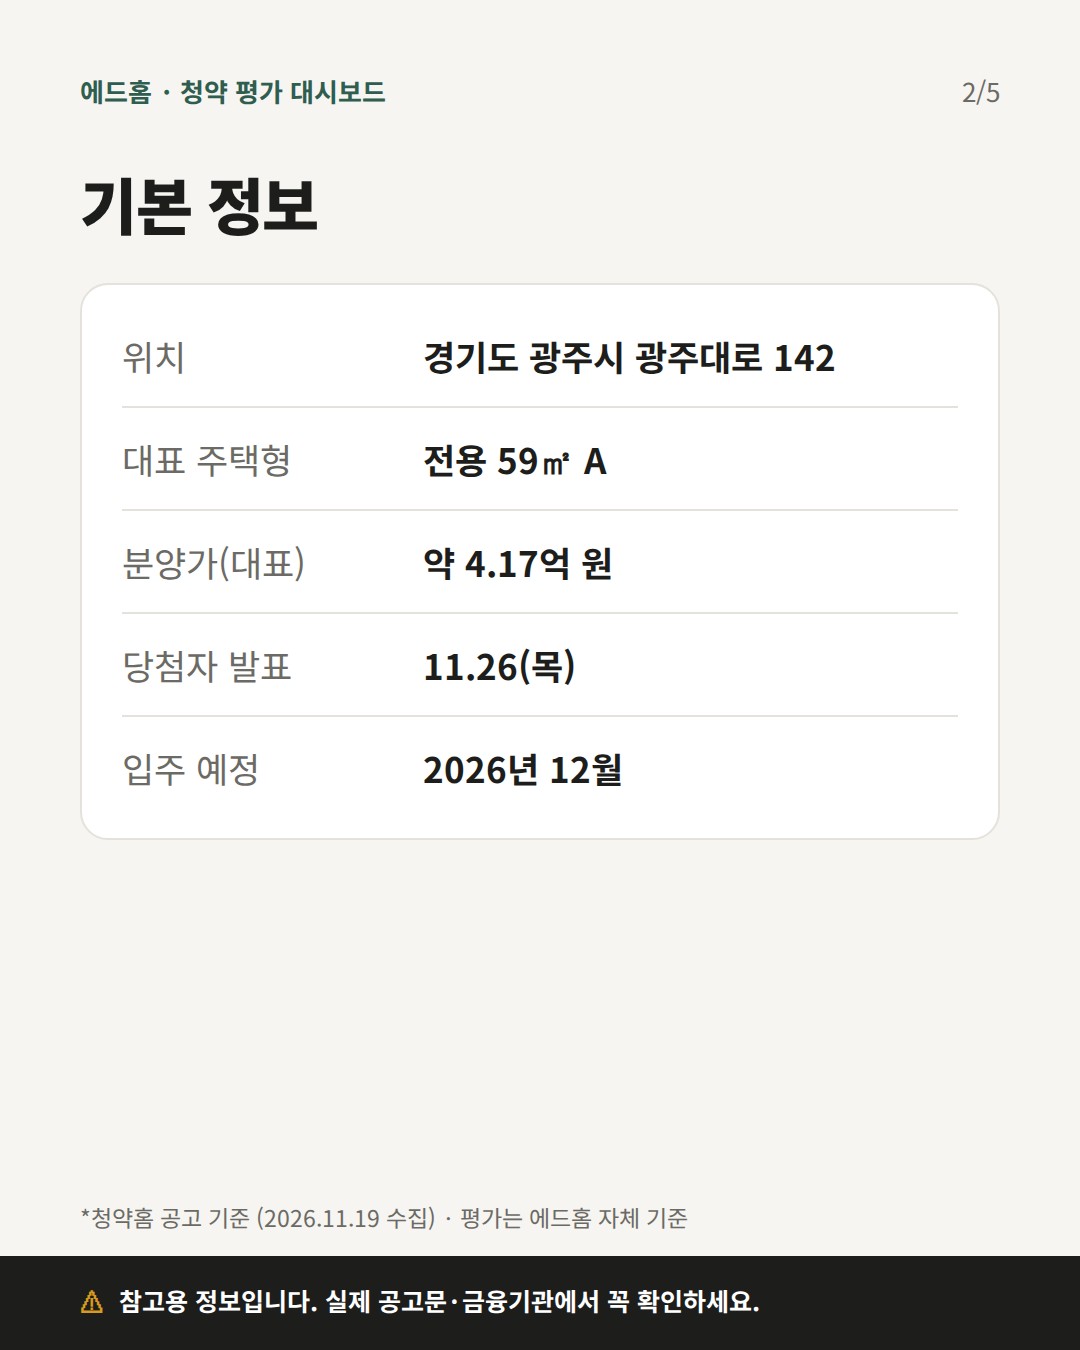 에드홈 · 청약 평가 대시보드 2/5
기본 정보
위치 경기도 광주시 광주대로 142
대표 주택형 전용 59㎡ A
분양가(대표) 약 4.17억 원
당첨자 발표 11.26(목)
입주 예정 2026년 12월
*청약홈 공고 기준 (2026.11.19 수집) · 평가는 에드홈 자체 기준
⚠ 참고용 정보입니다. 실제 공고문·금융기관에서 꼭 확인하세요.